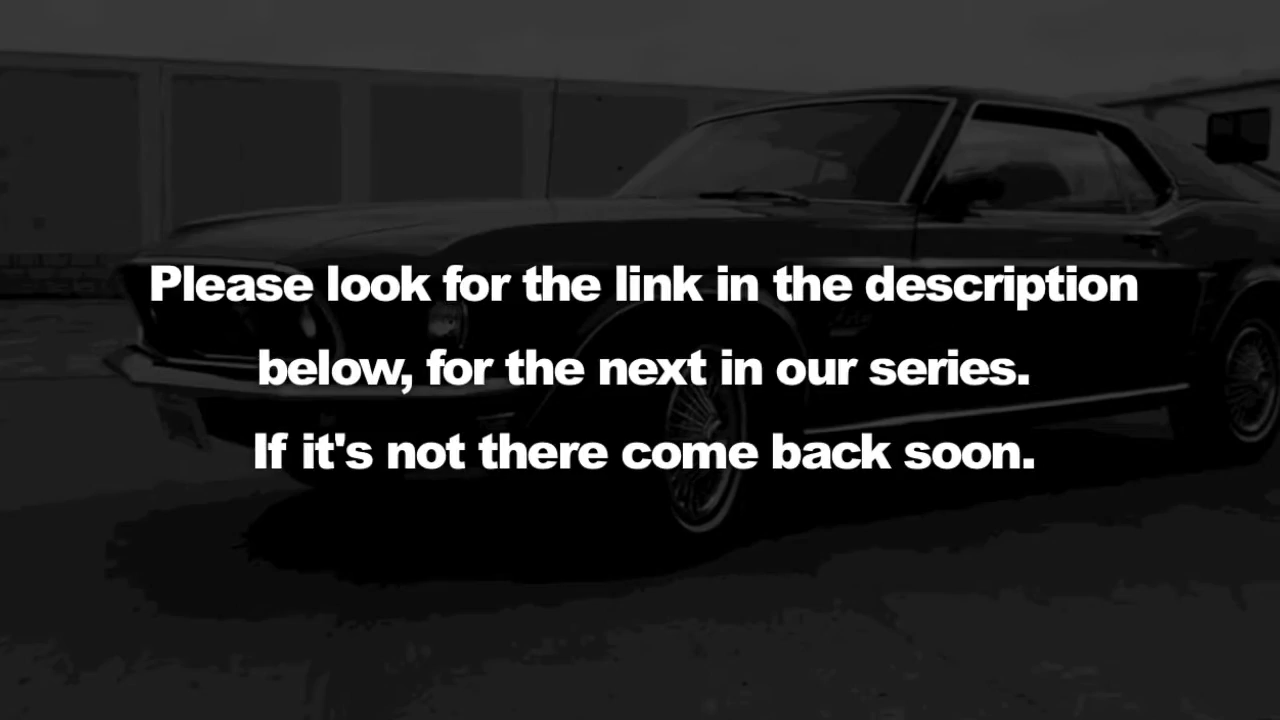 Please look for the link in the description
below, for the next in our series.
If it's not there come back soon.